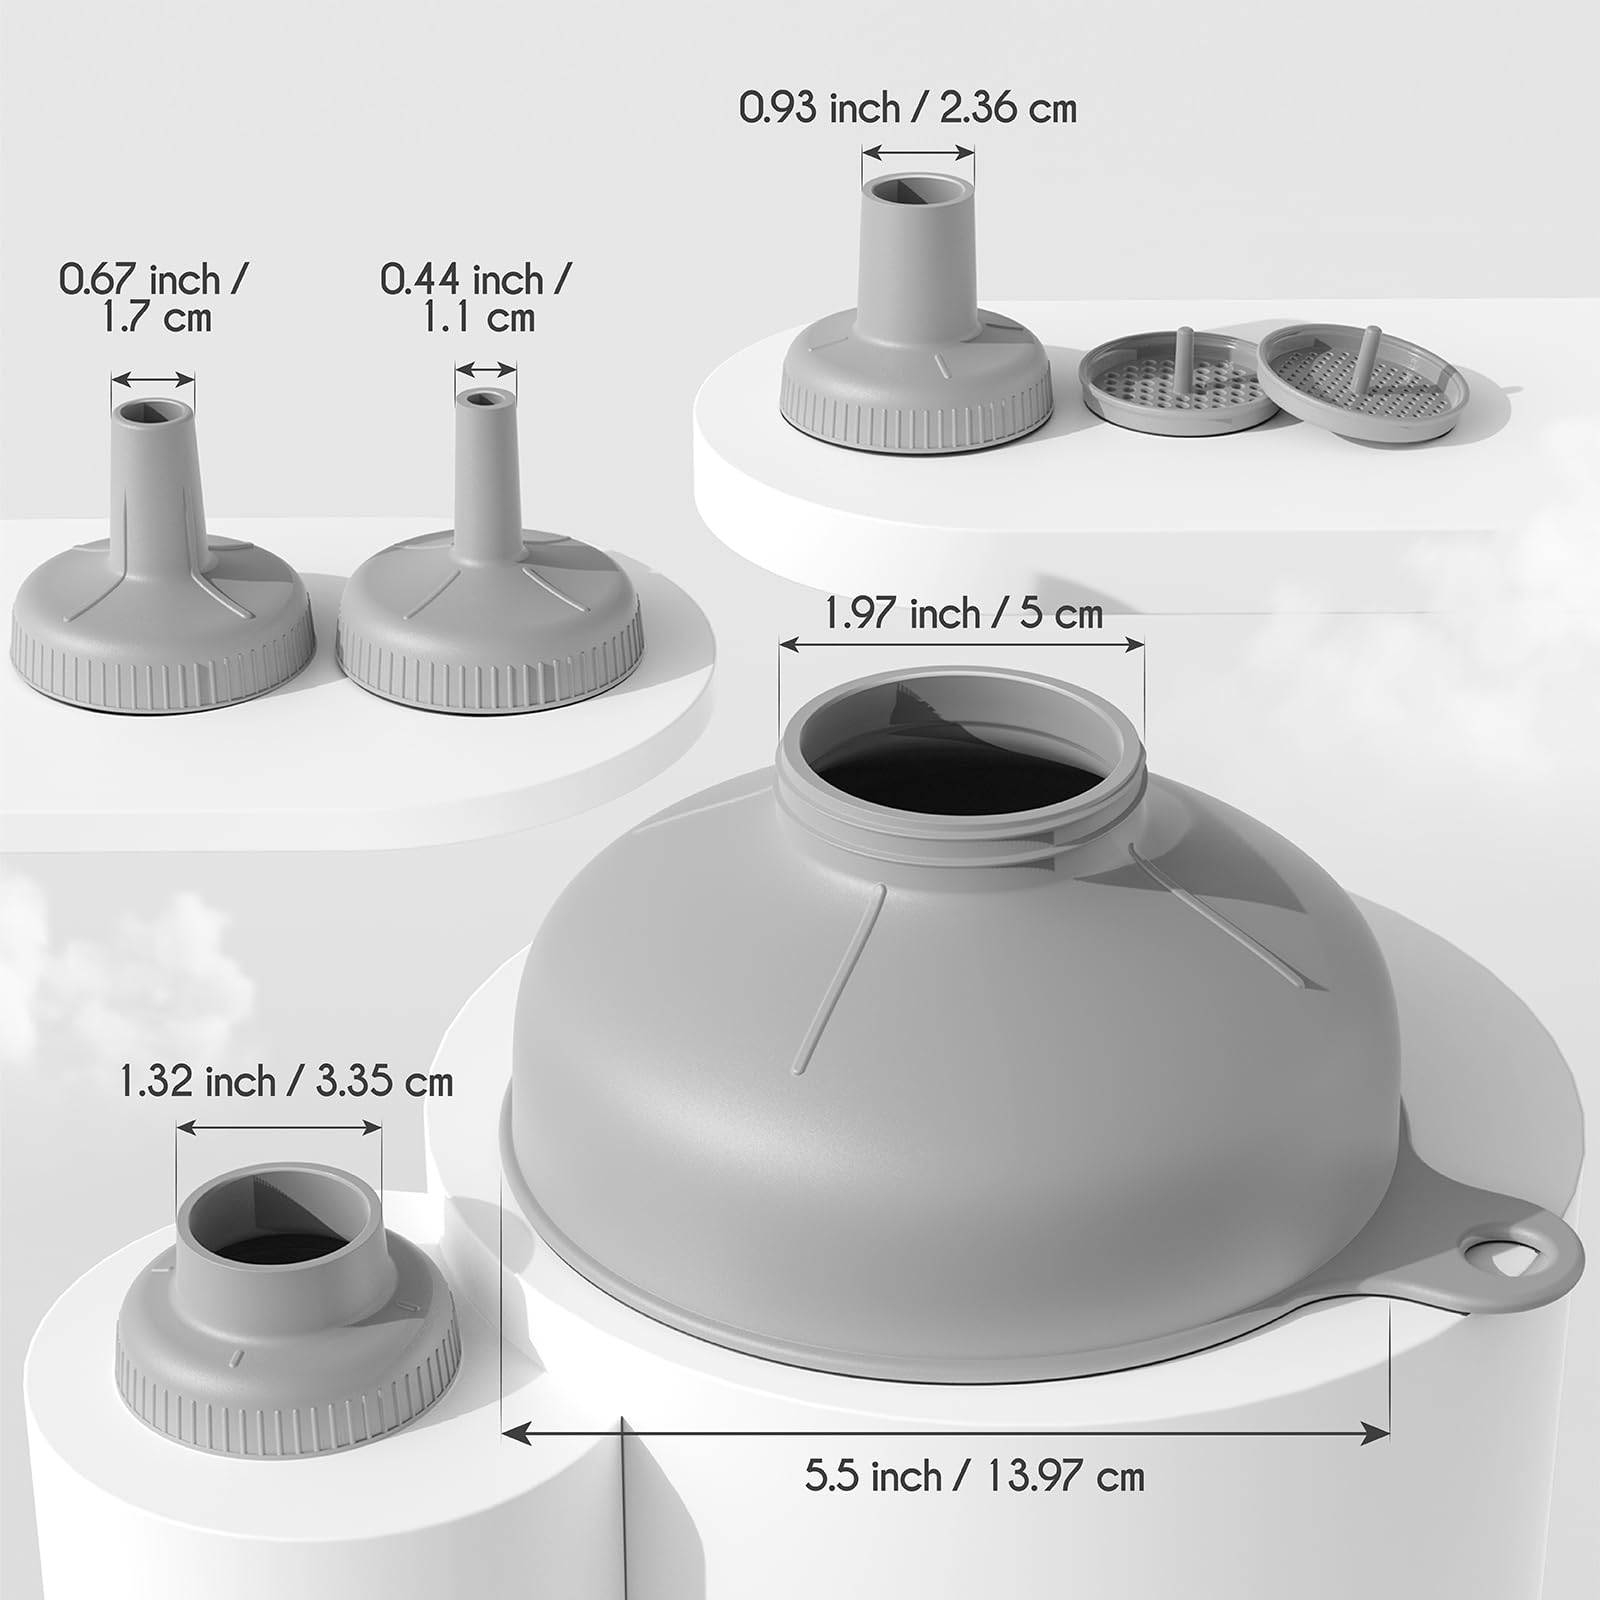 0.93 inch / 2.36 cm
0.67 inch /
1.7 cm
0.44 inch /
1.1 cm
1.97 inch / 5 cm
1.32 inch / 3.35 cm
5.5 inch / 13.97 cm